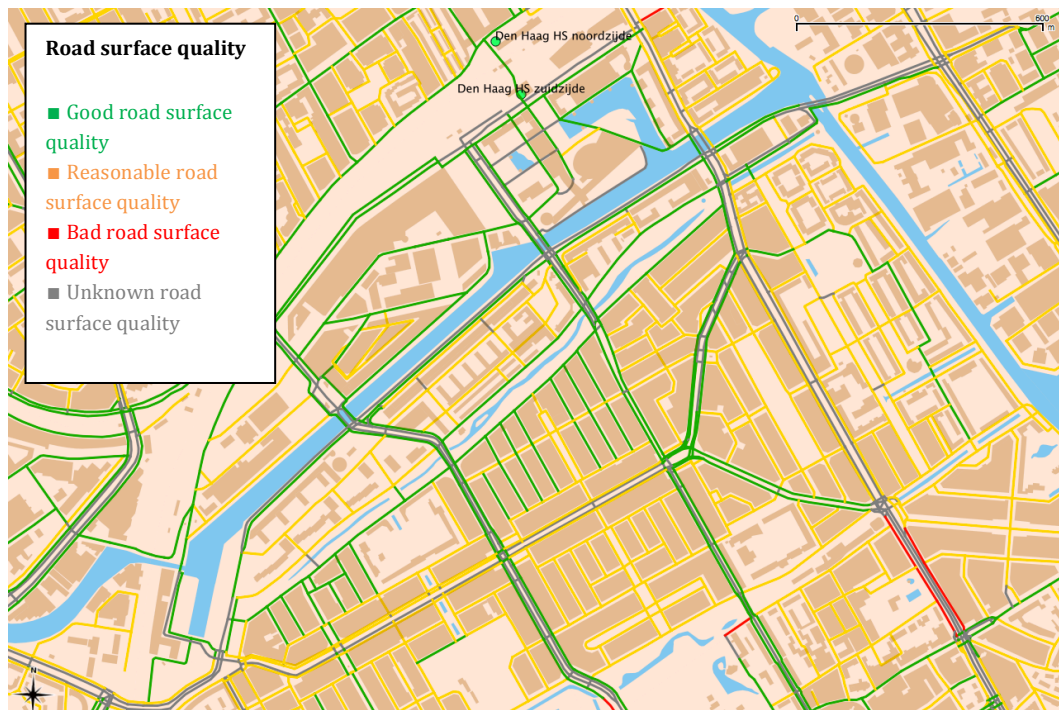 Road surface quality
■ Good road surface
quality
■ Reasonable road
surface quality
■ Bad road surface
quality
■ Unknown road
surface quality
Den Haag HS noordzijde
Den Haag HS zuidzijde
0
600
m
N